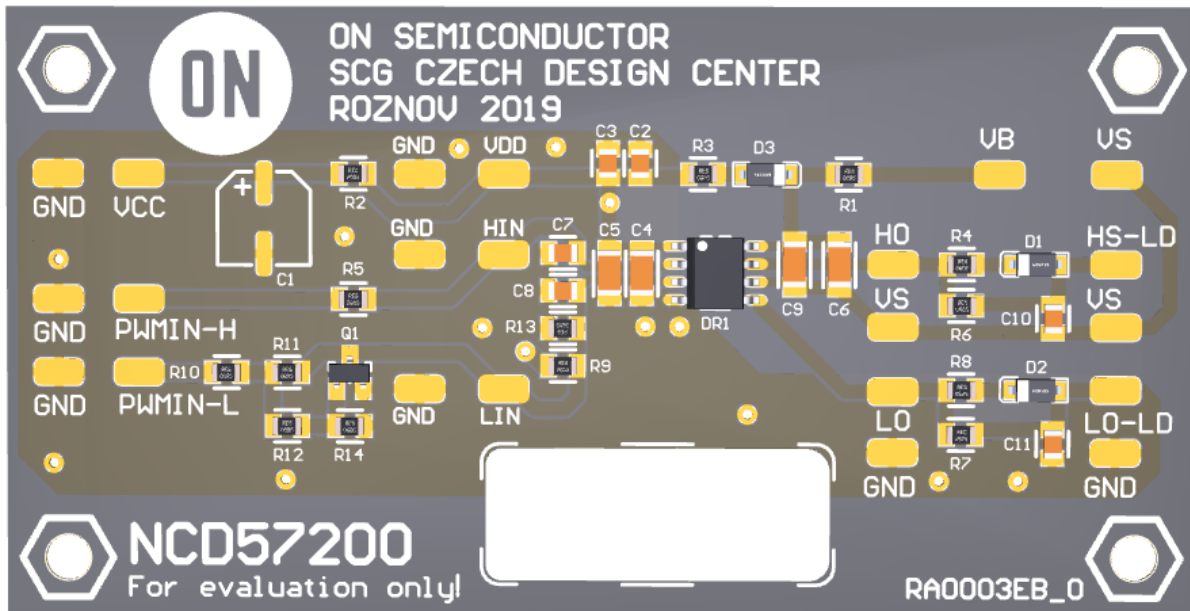 ON
ON SEMICONDUCTOR
SCG CZECH DESIGN CENTER
ROZNOV 2019
GND
VCC
+
C1
R2
GND
VDD
C3
C2
R3
D3
R1
VB
VS
GND
HIN
C7
C5
C4
C8
DR1
C9
C6
HO
R4
D1
HS-LD
VS
R6
C10
VS
GND
PWMIN-H
R5
R13
R9
GND
PWMIN-L
R10
R11
Q1
R12
R14
GND
LIN
LO
R8
D2
LO-LD
GND
R7
C11
GND
NCD57200
For evaluation only!
RA0003EB_0